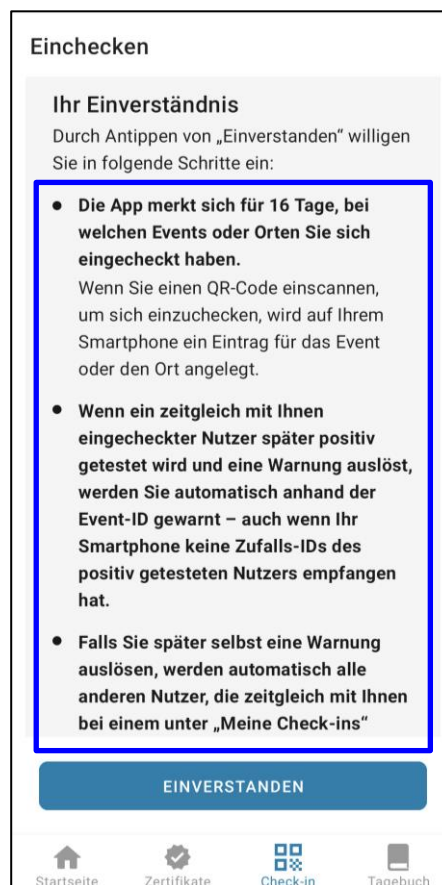 Einchecken
Ihr Einverständnis
Durch Antippen von „Einverstanden“ willigen
Sie in folgende Schritte ein:
● Die App merkt sich für 16 Tage, bei
welchen Events oder Orten Sie sich
eingecheckt haben.
Wenn Sie einen QR-Code einscannen,
um sich einzuchecken, wird auf Ihrem
Smartphone ein Eintrag für das Event
oder den Ort angelegt.
● Wenn ein zeitgleich mit Ihnen
eingecheckter Nutzer später positiv
getestet wird und eine Warnung auslöst,
werden Sie automatisch anhand der
Event-ID gewarnt – auch wenn Ihr
Smartphone keine Zufalls-IDs des
positiv getesteten Nutzers empfangen
hat.
● Falls Sie später selbst eine Warnung
auslösen, werden automatisch alle
anderen Nutzer, die zeitgleich mit Ihnen
bei einem unter „Meine Check-ins“
EINVERSTANDEN
Startseite Zertifikate Check-in Tagebuch